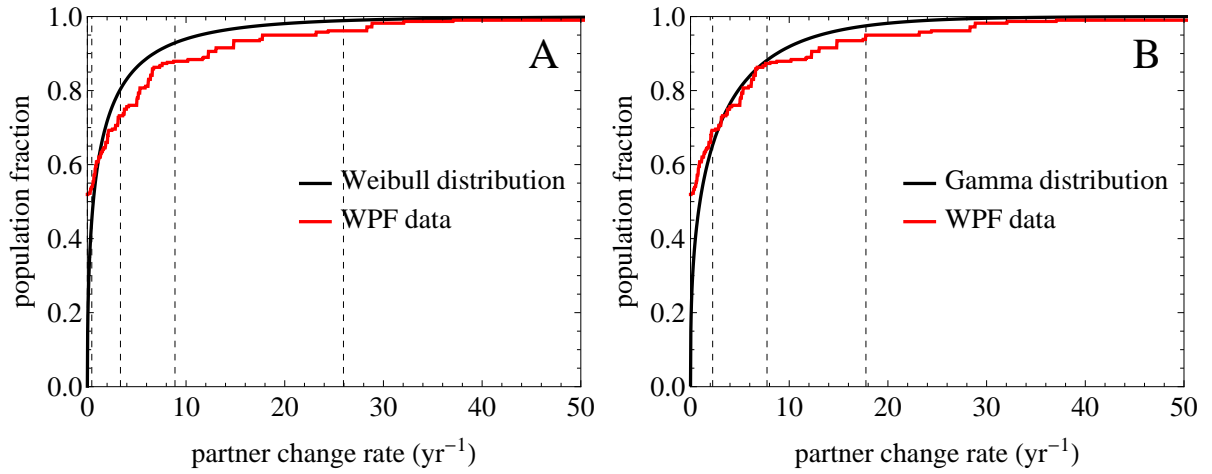 1.0
0.8
0.6
0.4
0.2
0.0
0
10
20
30
40
50
population fraction
partner change rate (yr⁻¹)
A
Weibull distribution
WPF data
1.0
0.8
0.6
0.4
0.2
0.0
0
10
20
30
40
50
population fraction
partner change rate (yr⁻¹)
B
Gamma distribution
WPF data